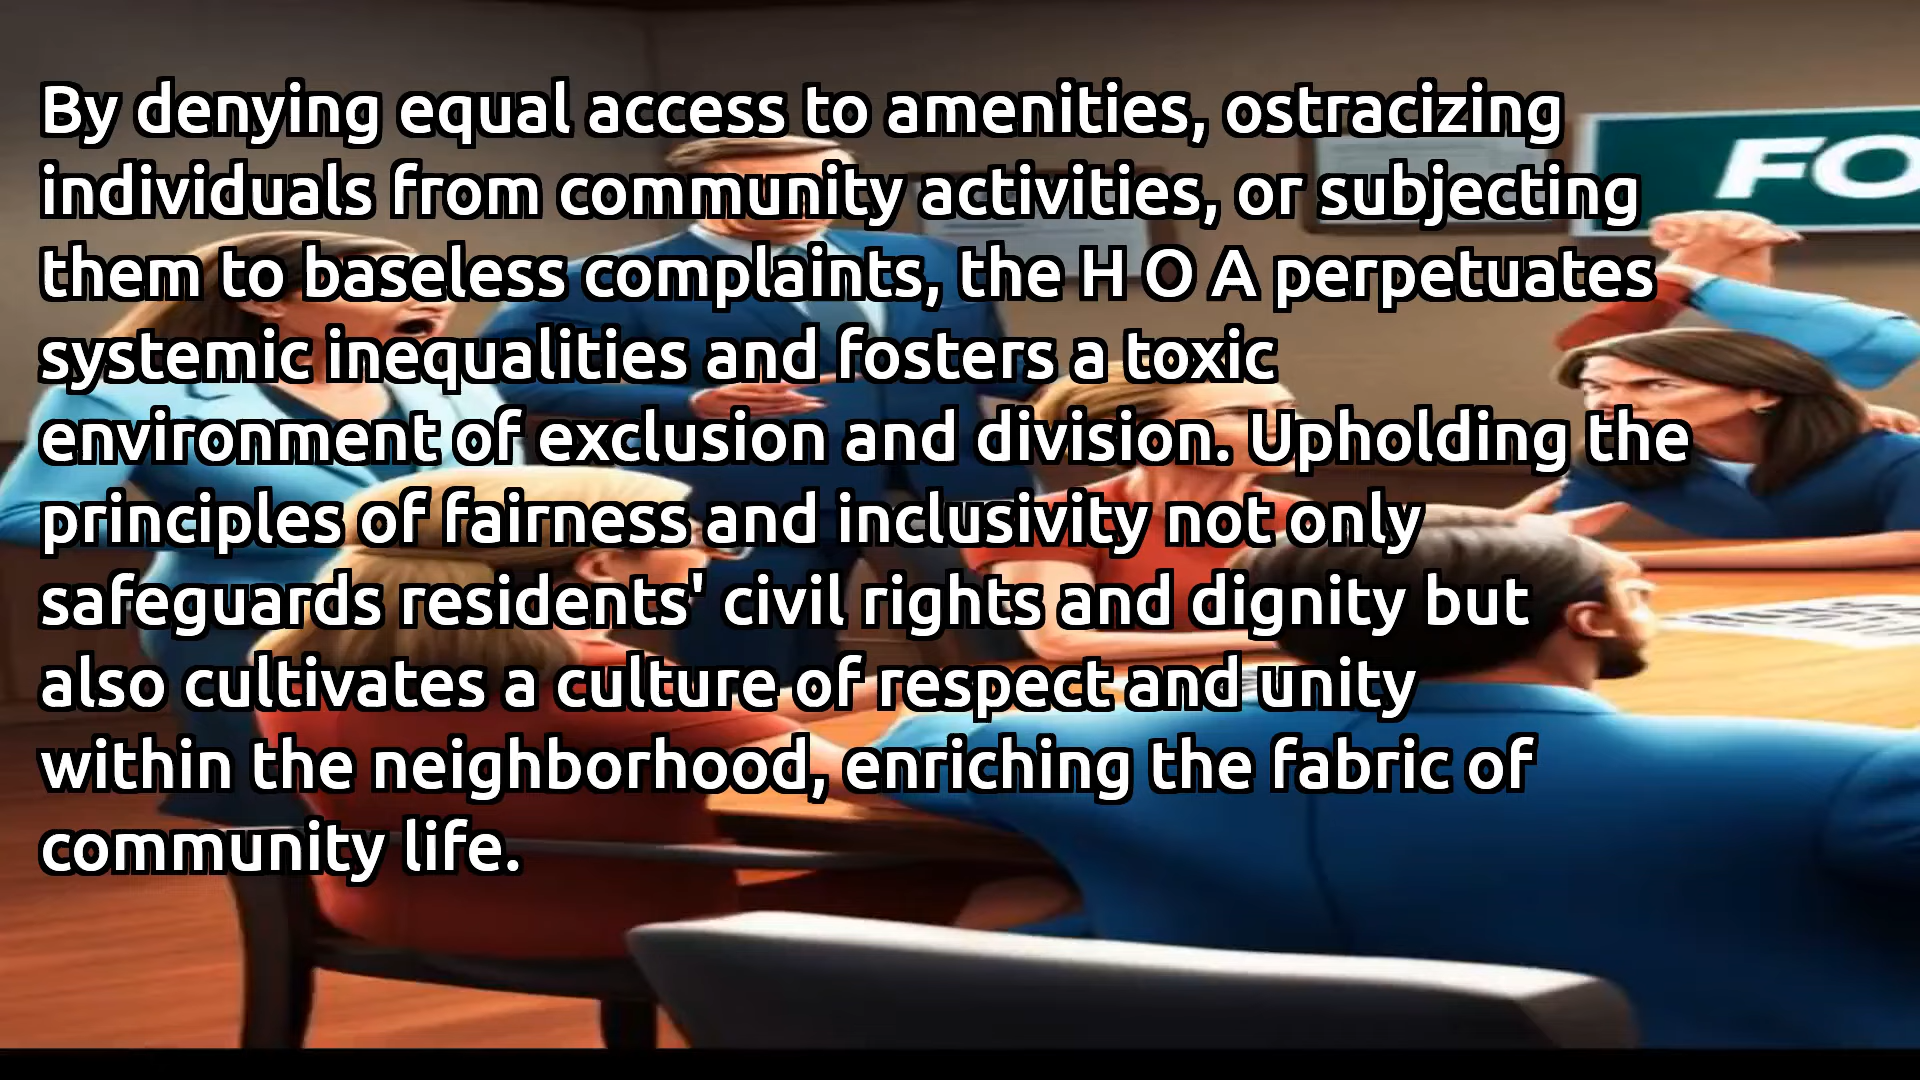 By denying equal access to amenities, ostracizing
individuals from community activities, or subjecting
them to baseless complaints, the H O A perpetuates
systemic inequalities and fosters a toxic
environment of exclusion and division. Upholding the
principles of fairness and inclusivity not only
safeguards residents' civil rights and dignity but
also cultivates a culture of respect and unity
within the neighborhood, enriching the fabric of
community life.
FO